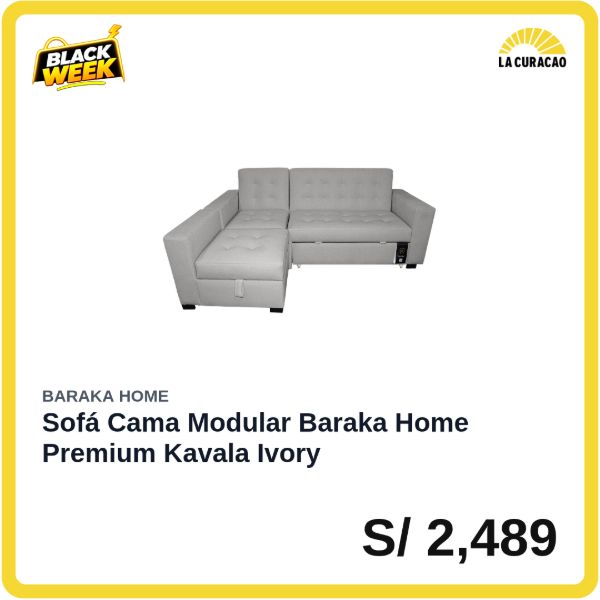 BLACK
WEEK
LA CURACAO
BARAKA HOME
Sofá Cama Modular Baraka Home
Premium Kavala Ivory
S/ 2,489